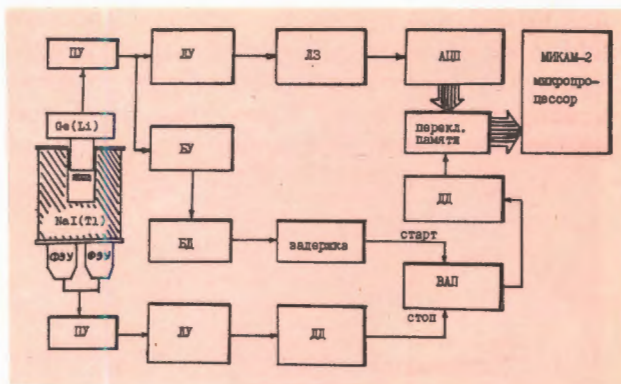 ПУ
ЛУ
ЛЗ
АЦП
МИКАМ-2
микропро-
цессор
Ge(Li)
перекл.
памяти
БУ
NaI(Tl)
ДД
БД
задержка
старт
ФЭУ
ФЭУ
ВАП
стоп
ПУ
ЛУ
ДД